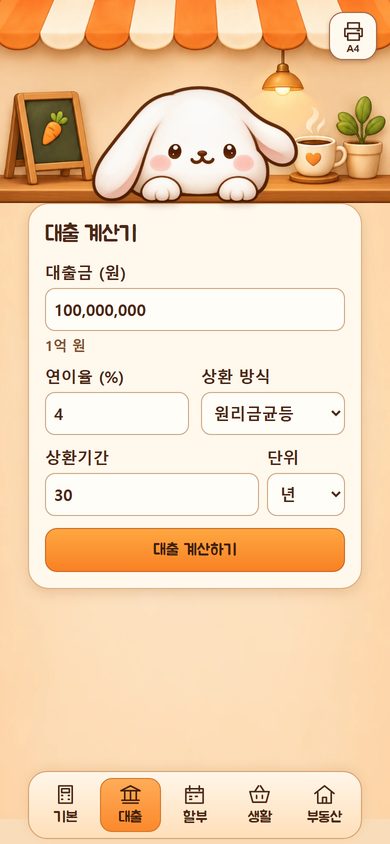 A4
대출 계산기
대출금 (원)
100,000,000
1억 원
연이율 (%) 상환 방식
4 원리금균등
상환기간 단위
30 년
대출 계산하기
기본 대출 할부 생활 부동산